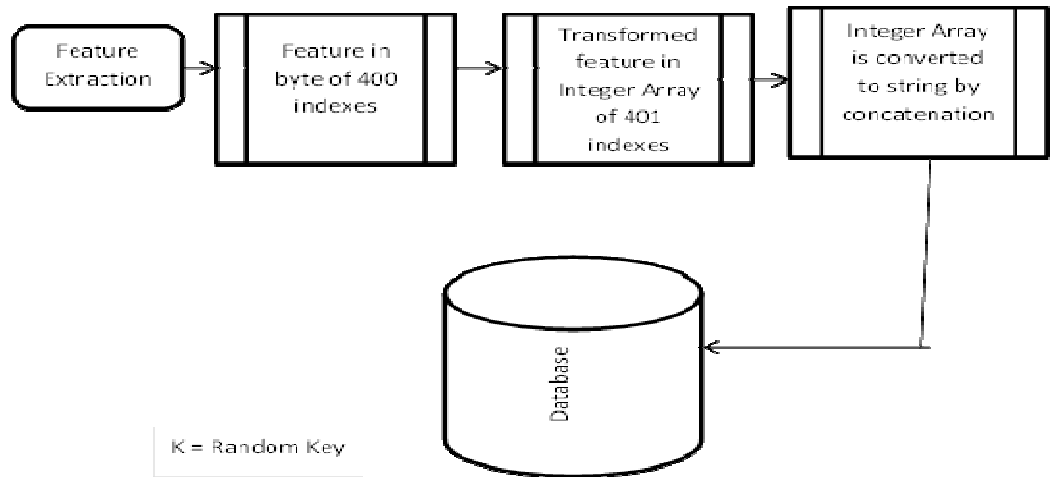 Feature
Extraction
Feature in
byte of 400
indexes
Transformed
feature in
Integer Array
of 401
indexes
Integer Array
is converted
to string by
concatenation
Database
K = Random Key